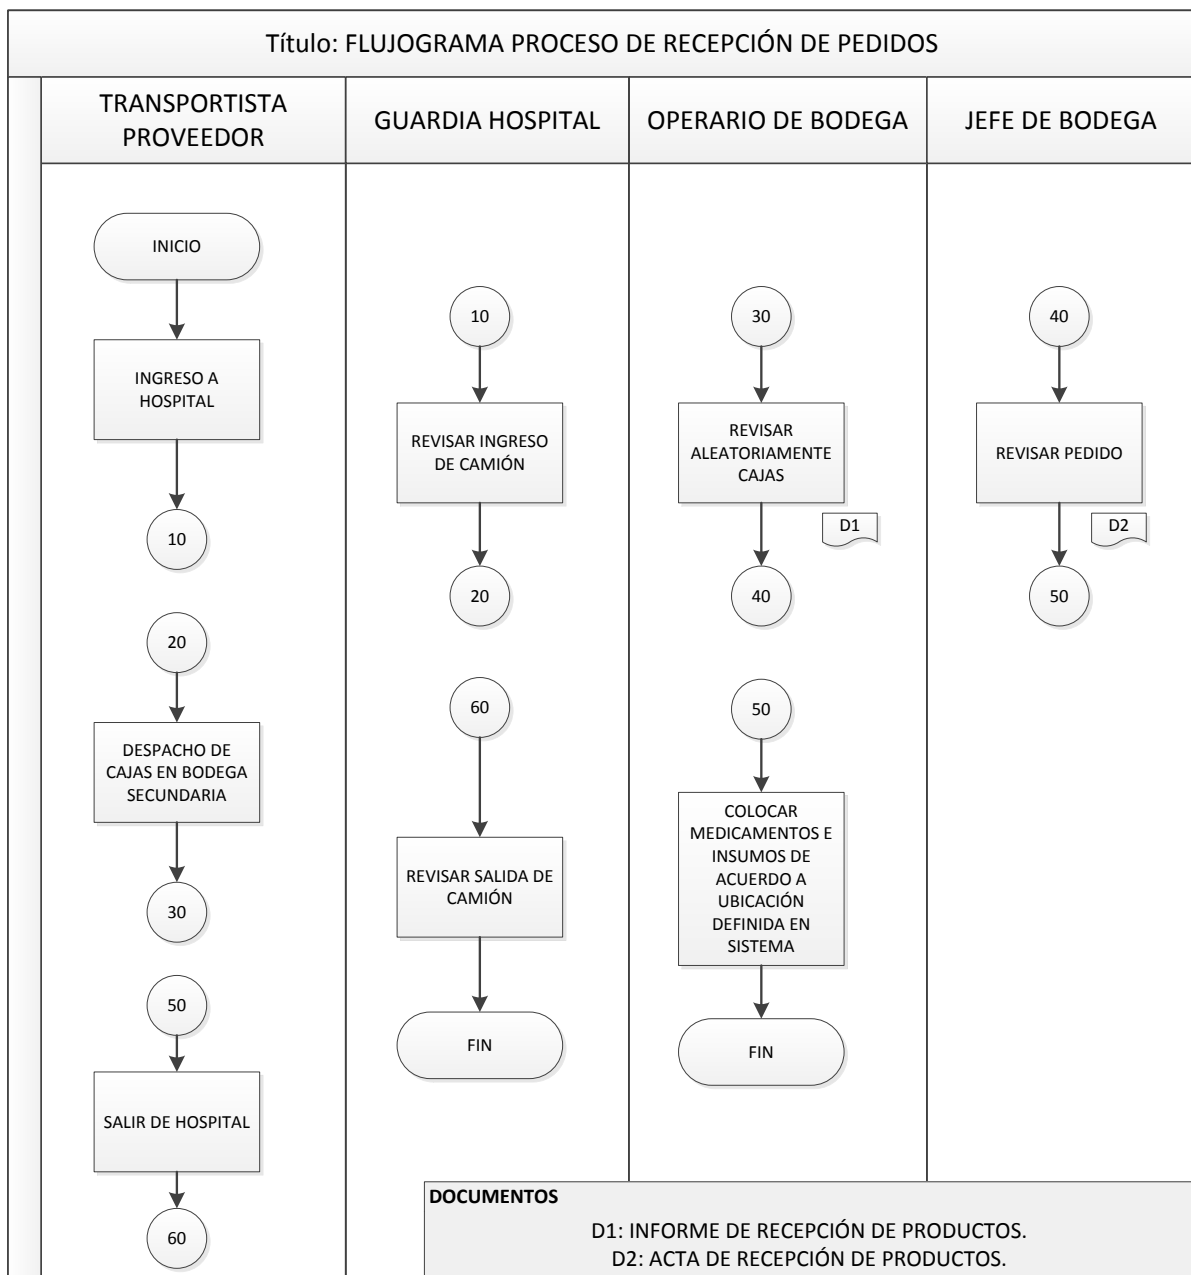 Título: FLUJOGRAMA PROCESO DE RECEPCIÓN DE PEDIDOS
TRANSPORTISTA
PROVEEDOR
GUARDIA HOSPITAL
OPERARIO DE BODEGA
JEFE DE BODEGA
INICIO
INGRESO A
HOSPITAL
10
20
DESPACHO DE
CAJAS EN BODEGA
SECUNDARIA
30
50
SALIR DE HOSPITAL
60
10
REVISAR INGRESO
DE CAMIÓN
20
60
REVISAR SALIDA DE
CAMIÓN
FIN
30
REVISAR
ALEATORIAMENTE
CAJAS
D1
40
50
COLOCAR
MEDICAMENTOS E
INSUMOS DE
ACUERDO A
UBICACIÓN
DEFINIDA EN
SISTEMA
FIN
40
REVISAR PEDIDO
D2
50
DOCUMENTOS
D1: INFORME DE RECEPCIÓN DE PRODUCTOS.
D2: ACTA DE RECEPCIÓN DE PRODUCTOS.